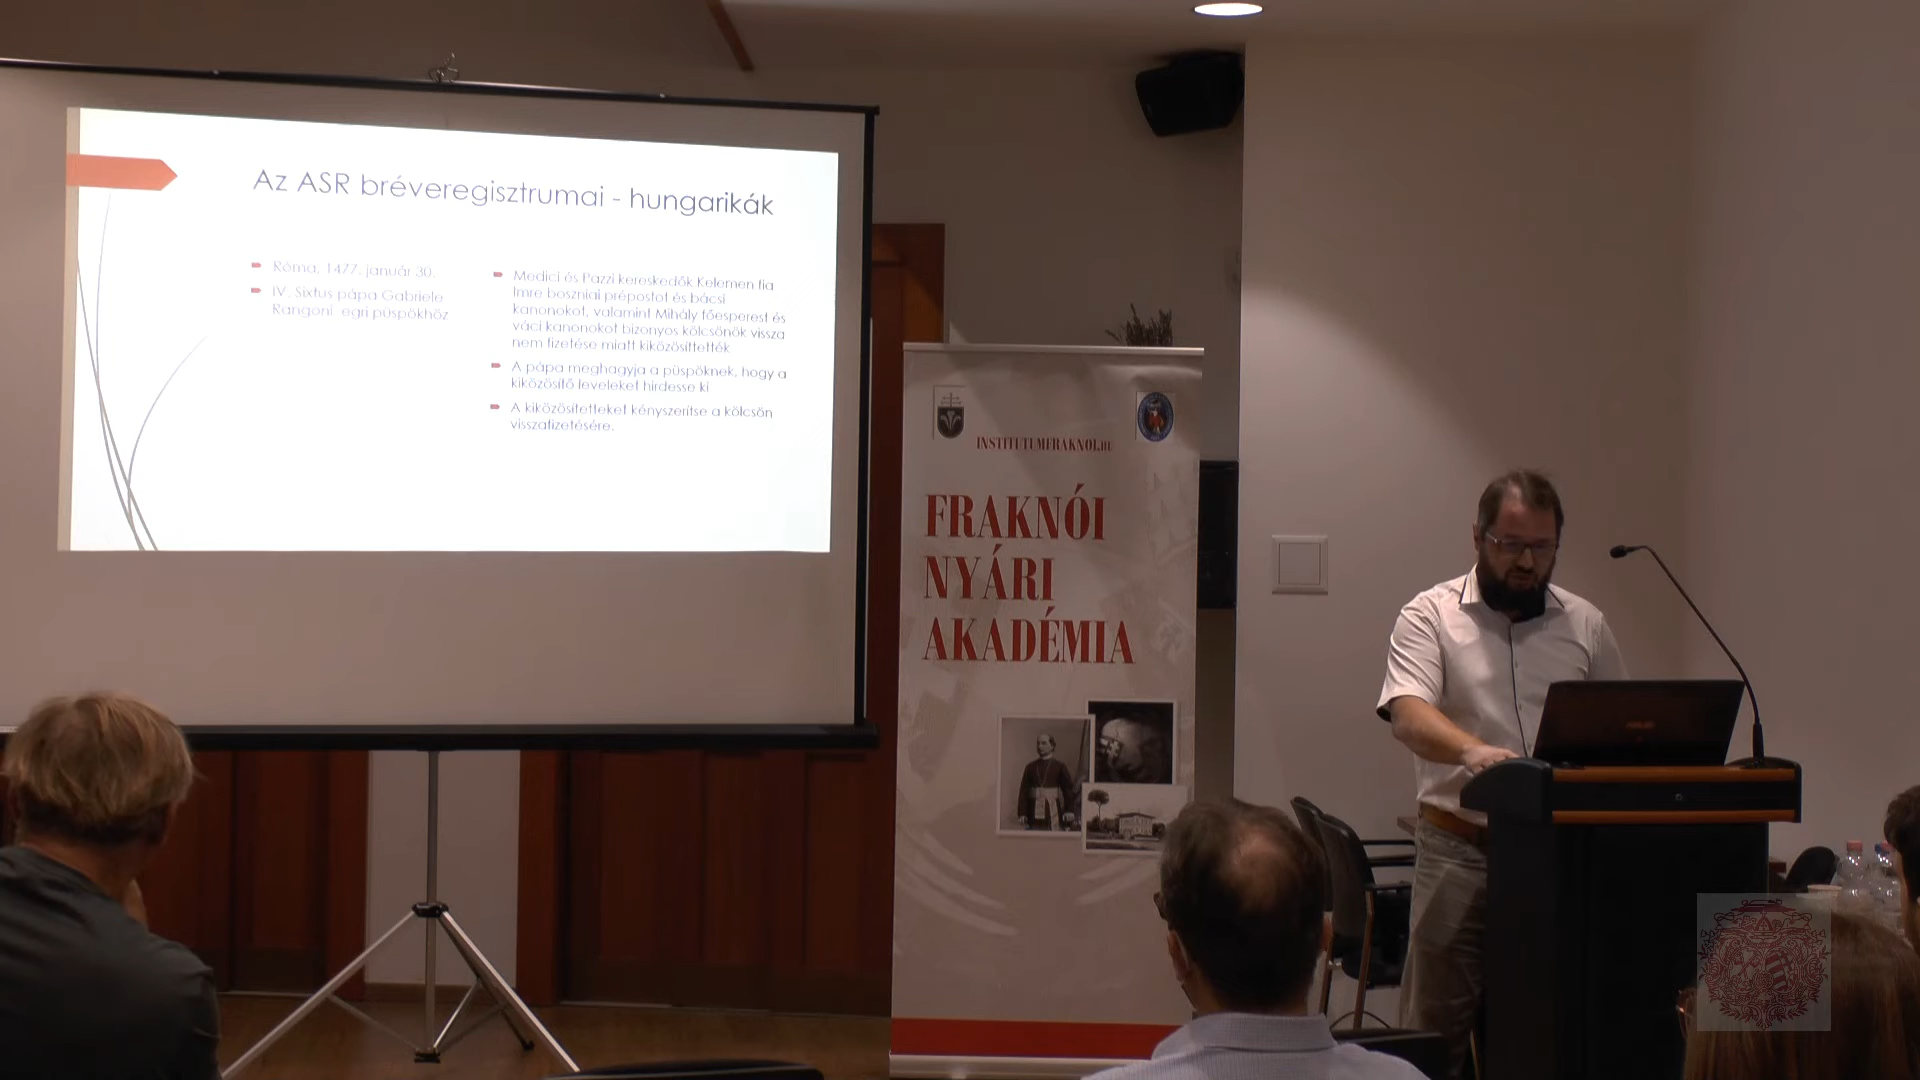 Az ASR bréveregisztrumai - hungarikák
Róma, 1477. január 30.
IV. Sixtus pápa Gabriele
Rangoni egri püspökhöz
Medici és Pazzi kereskedők Kelemen fia
Imre boszniai prépostot és bácsi
kanonokot, valamint Mihály főesperest és
váci kanonokot bizonyos kölcsönök vissza
nem fizetése miatt kiközösíttették
A pápa meghagyja a püspöknek, hogy a
kiközösítő leveleket hirdesse ki
A kiközösítetteket kényszerítse a kölcsön
visszafizetésére.
INSTITUTUMFRAKNOI.HU
FRAKNÓI
NYÁRI
AKADÉMIA